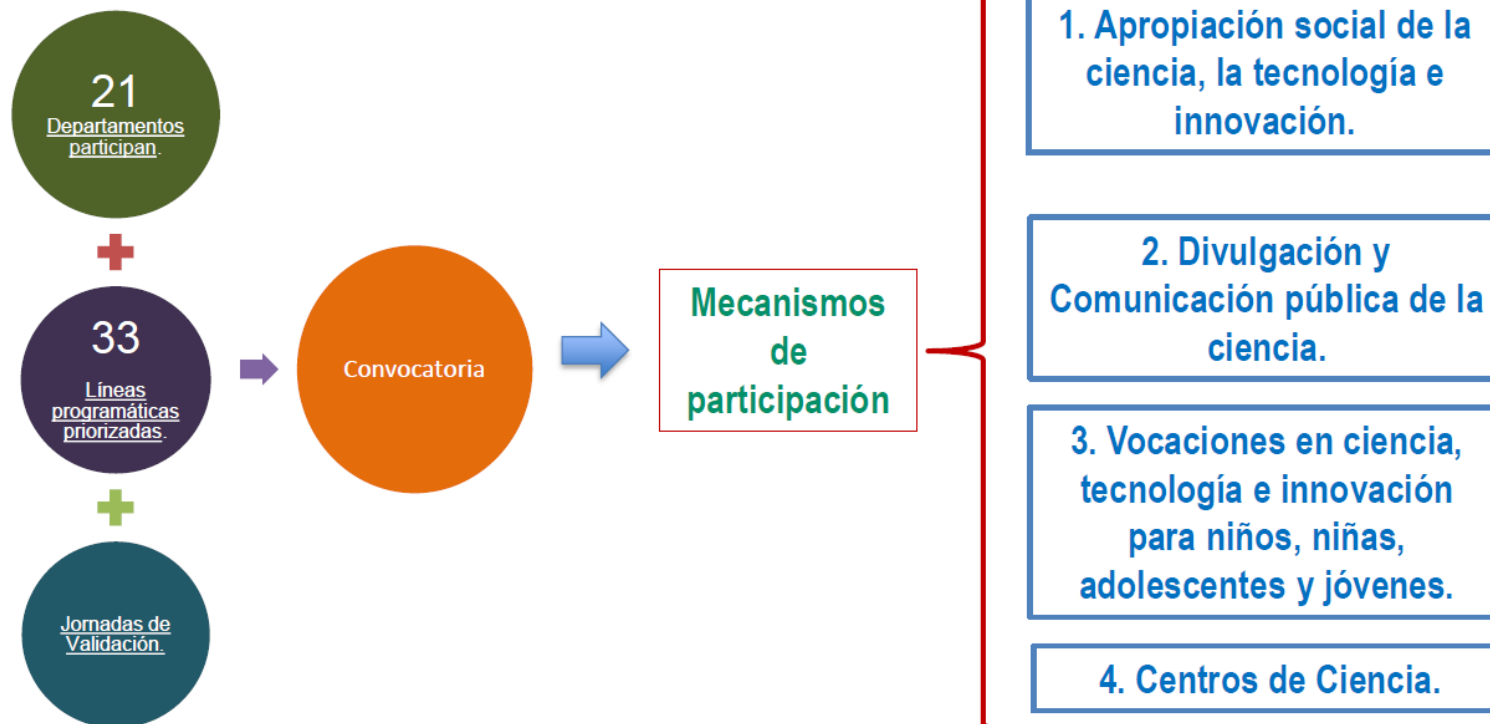 21
Departamentos
participan.
33
Líneas
programáticas
priorizadas.
Jornadas de
Validación.
Convocatoria
Mecanismos
de
participación
1. Apropiación social de la
ciencia, la tecnología e
innovación.
2. Divulgación y
Comunicación pública de la
ciencia.
3. Vocaciones en ciencia,
tecnología e innovación
para niños, niñas,
adolescentes y jóvenes.
4. Centros de Ciencia.